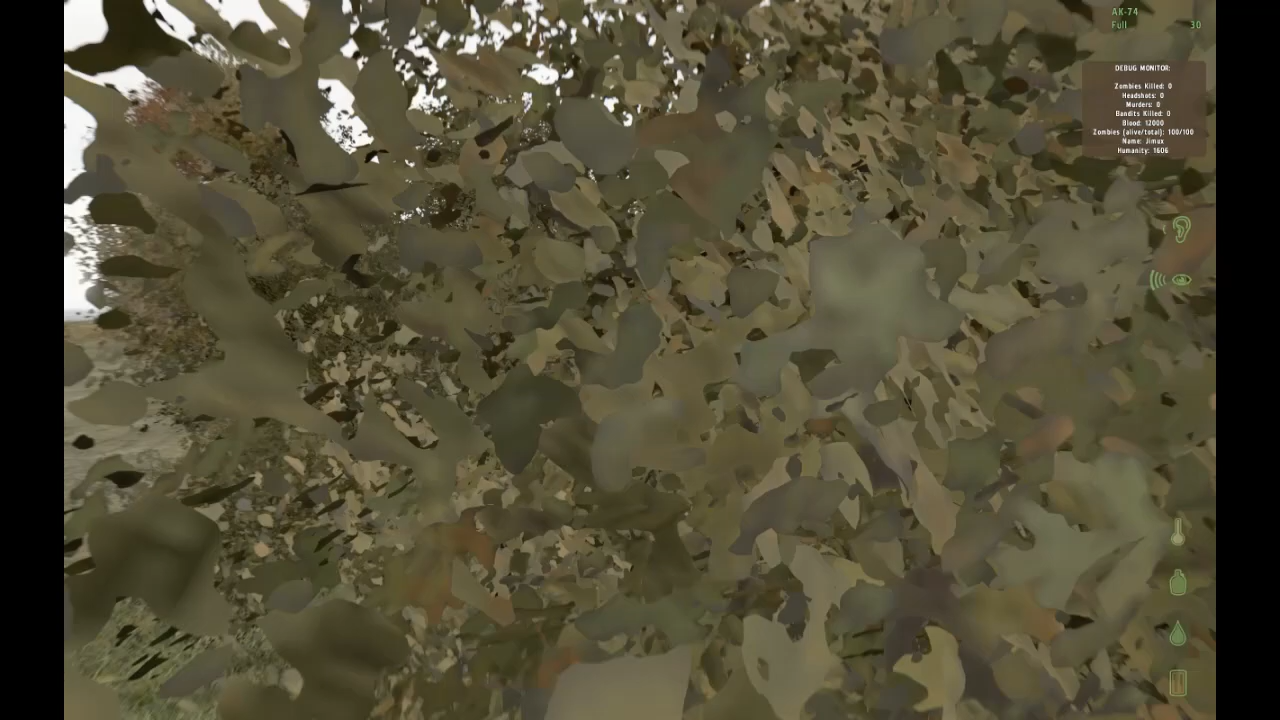 AK-74
Full 30
DEBUG MONITOR:
Zombies Killed: 0
Headshots: 0
Murders: 0
Bandits Killed: 0
Blood: 12000
Zombies (alive/total): 100/100
Name: Jimux
Humanity: 1606